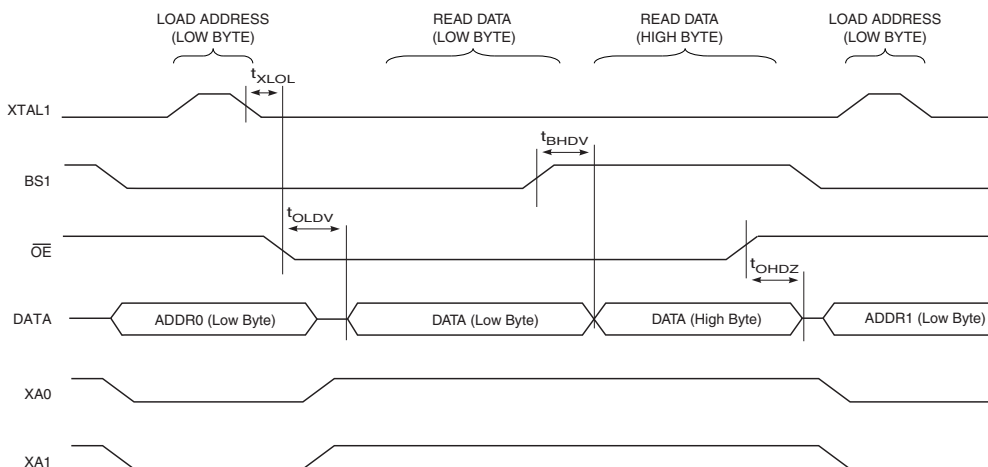 LOAD ADDRESS
(LOW BYTE)
READ DATA
(LOW BYTE)
READ DATA
(HIGH BYTE)
LOAD ADDRESS
(LOW BYTE)
tXLOL
XTAL1
tBHDV
BS1
tOLDV
OE
tOHDZ
DATA
ADDR0 (Low Byte)
DATA (Low Byte)
DATA (High Byte)
ADDR1 (Low Byte)
XA0
XA1